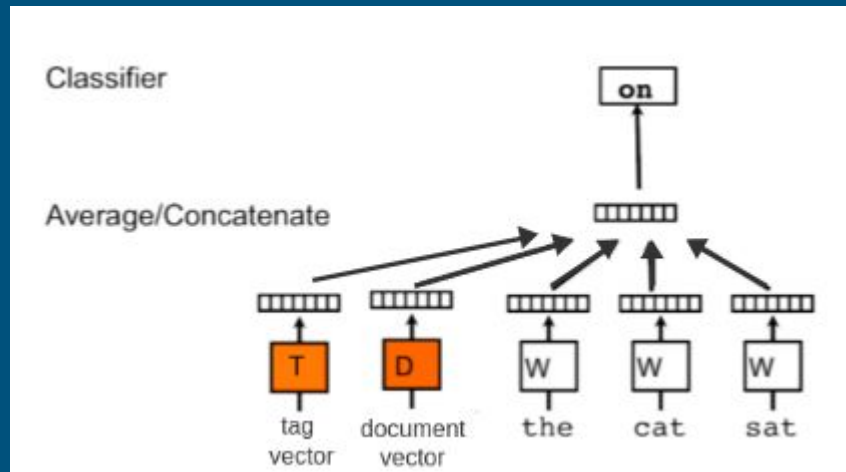 Classifier
on
Average/Concatenate
T
D
W
W
W
tag
vector
document
vector
the
cat
sat